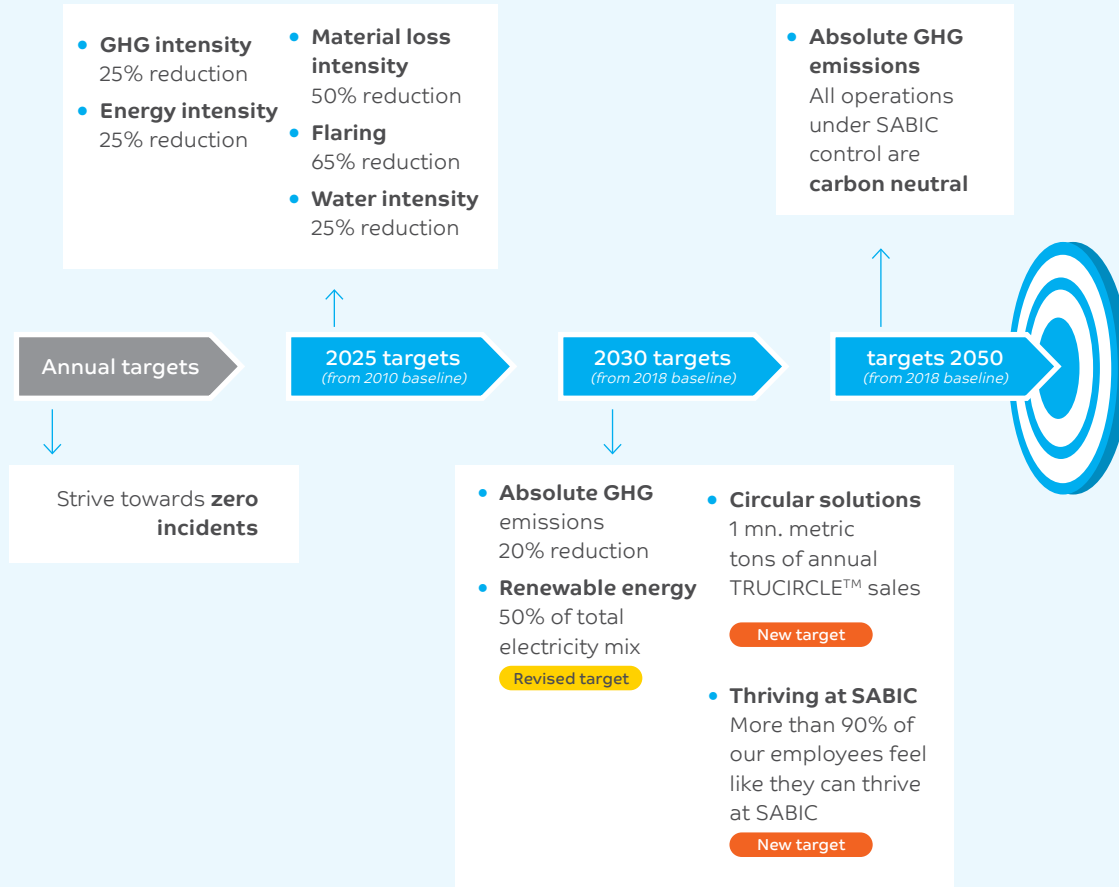 GHG intensity
25% reduction
Energy intensity
25% reduction
Material loss
intensity
50% reduction
Flaring
65% reduction
Water intensity
25% reduction
Absolute GHG
emissions
All operations
under SABIC
control are
carbon neutral
Annual targets
2025 targets
(from 2010 baseline)
2030 targets
(from 2018 baseline)
targets 2050
(from 2018 baseline)
Strive towards zero
incidents
Absolute GHG
emissions
20% reduction
Renewable energy
50% of total
electricity mix
Revised target
Circular solutions
1 mn. metric
tons of annual
TRUCIRCLE™ sales
New target
Thriving at SABIC
More than 90% of
our employees feel
like they can thrive
at SABIC
New target